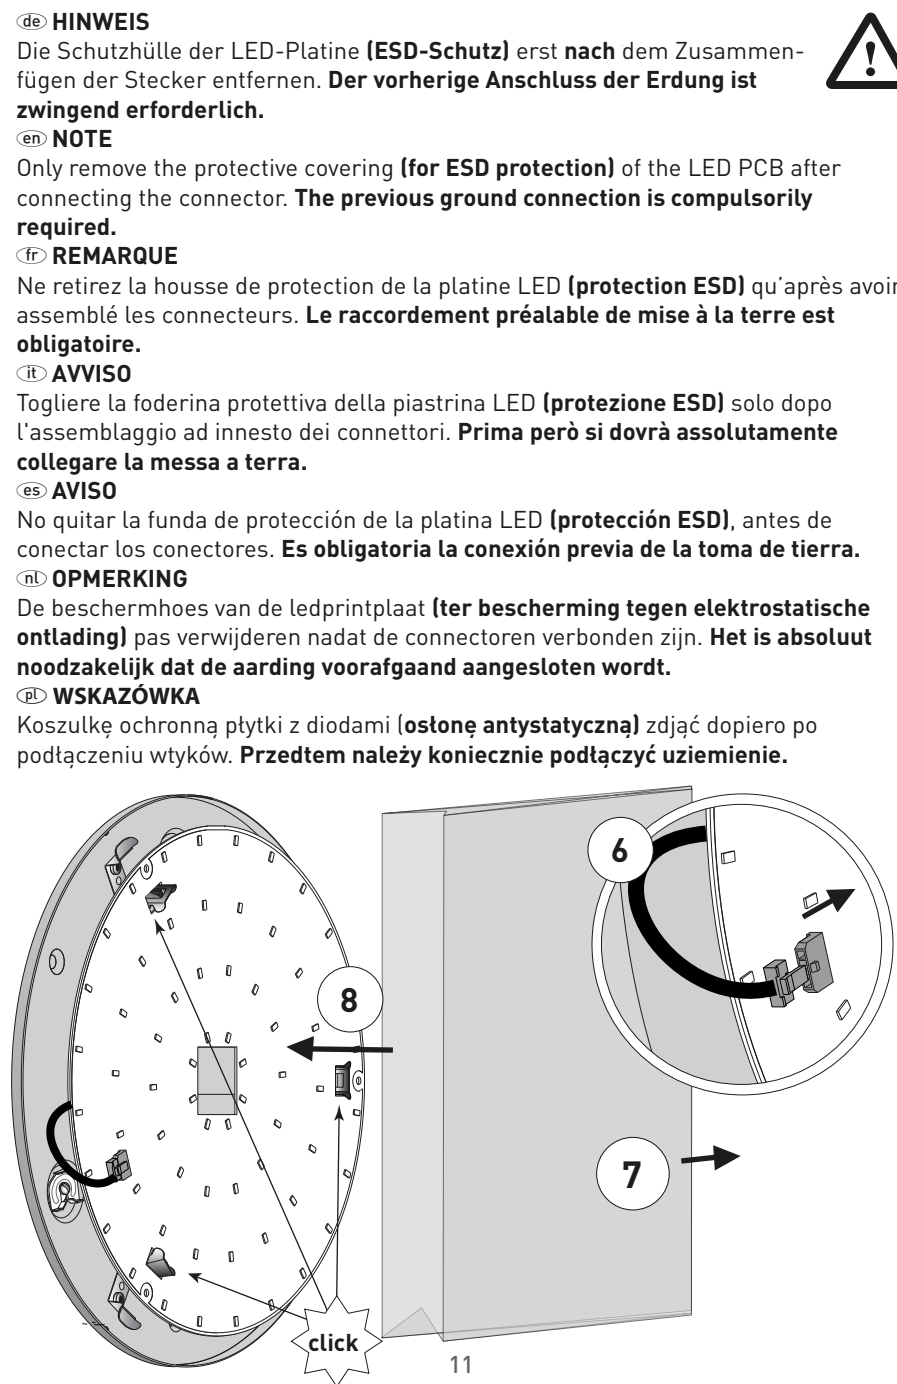 de HINWEIS
Die Schutzhülle der LED-Platine (ESD-Schutz) erst nach dem Zusammen-
fügen der Stecker entfernen. Der vorherige Anschluss der Erdung ist
zwingend erforderlich.
en NOTE
Only remove the protective covering (for ESD protection) of the LED PCB after
connecting the connector. The previous ground connection is compulsorily
required.
fr REMARQUE
Ne retirez la housse de protection de la platine LED (protection ESD) qu’après avoir
assemblé les connecteurs. Le raccordement préalable de mise à la terre est
obligatoire.
it AVVISO
Togliere la foderina protettiva della piastrina LED (protezione ESD) solo dopo
l'assemblaggio ad innesto dei connettori. Prima però si dovrà assolutamente
collegare la messa a terra.
es AVISO
No quitar la funda de protección de la platina LED (protección ESD), antes de
conectar los conectores. Es obligatoria la conexión previa de la toma de tierra.
nl OPMERKING
De beschermhoes van de ledprintplaat (ter bescherming tegen elektrostatische
ontlading) pas verwijderen nadat de connectoren verbonden zijn. Het is absoluut
noodzakelijk dat de aarding voorafgaand aangesloten wordt.
pl WSKAZÓWKA
Koszulkę ochronną płytki z diodami (osłonę antystatyczną) zdjąć dopiero po
podłączeniu wtyków. Przedtem należy koniecznie podłączyć uziemienie.
6
8
7
click
11